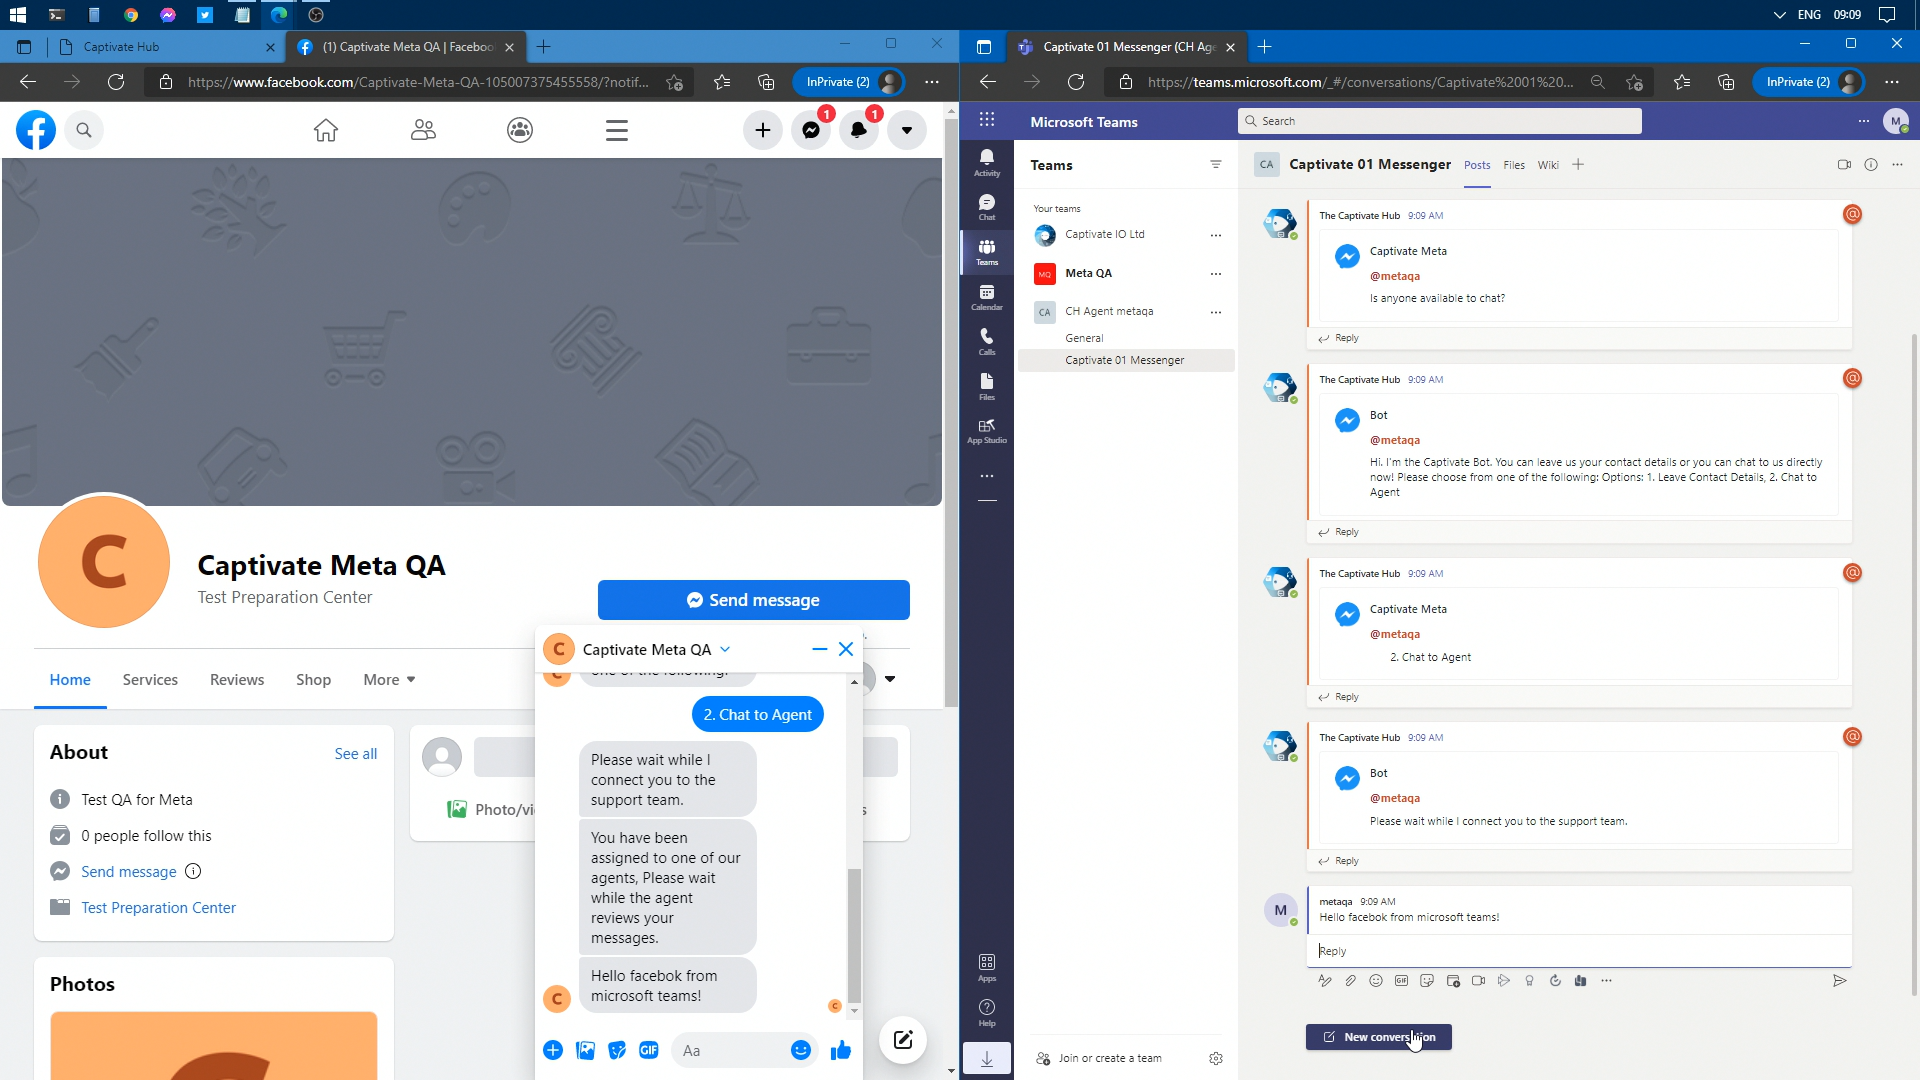 ENG 09:09
Captivate Hub
(1) Captivate Meta QA | Faceboo
https://www.facebook.com/Captivate-Meta-QA-105007375455558/?notif...
InPrivate (2)
1
1
C
Captivate Meta QA
Test Preparation Center
Send message
Home
Services
Reviews
Shop
More
About
See all
Test QA for Meta
0 people follow this
Send message
Test Preparation Center
Photos
Photo/vi
C
Captivate Meta QA
2. Chat to Agent
Please wait while I
connect you to the
support team.
You have been
assigned to one of our
agents, Please wait
while the agent
reviews your
messages.
Hello facebok from
microsoft teams!
C
C
GIF
Aa
Captivate 01 Messenger (CH Age
https://teams.microsoft.com/_#/conversations/Captivate%2001%20...
InPrivate (2)
Microsoft Teams
Search
M
Activity
Chat
Teams
Calendar
Calls
Files
App Studio
Apps
Help
Teams
Your teams
Captivate IO Ltd
MQ
Meta QA
CA
CH Agent metaqa
General
Captivate 01 Messenger
Join or create a team
CA
Captivate 01 Messenger
Posts
Files
Wiki
The Captivate Hub 9:09 AM
Captivate Meta
@metaqa
Is anyone available to chat?
Reply
The Captivate Hub 9:09 AM
Bot
@metaqa
Hi. I'm the Captivate Bot. You can leave us your contact details or you can chat to us directly
now! Please choose from one of the following: Options: 1. Leave Contact Details, 2. Chat to
Agent
Reply
The Captivate Hub 9:09 AM
Captivate Meta
@metaqa
2. Chat to Agent
Reply
The Captivate Hub 9:09 AM
Bot
@metaqa
Please wait while I connect you to the support team.
Reply
M
metaqa 9:09 AM
Hello facebok from microsoft teams!
Reply
GIF
New conversation